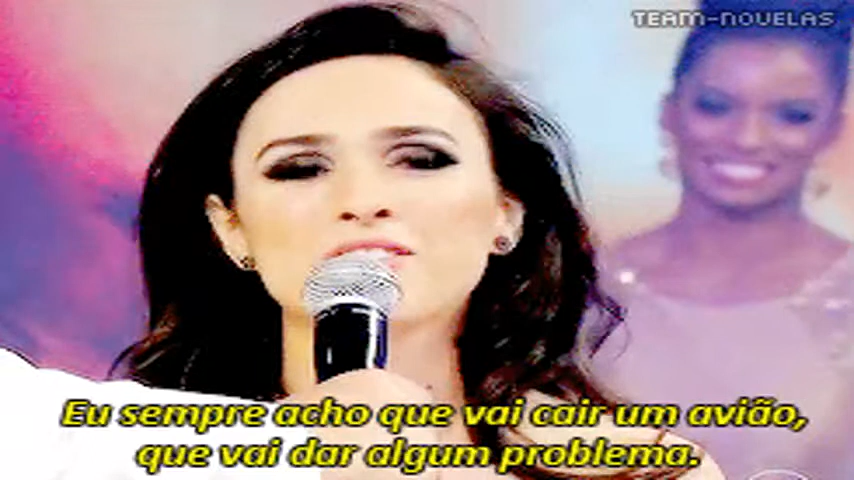 TEAM-NOVELAS
Eu sempre acho que vai cair um avião,
que vai dar algum problema.